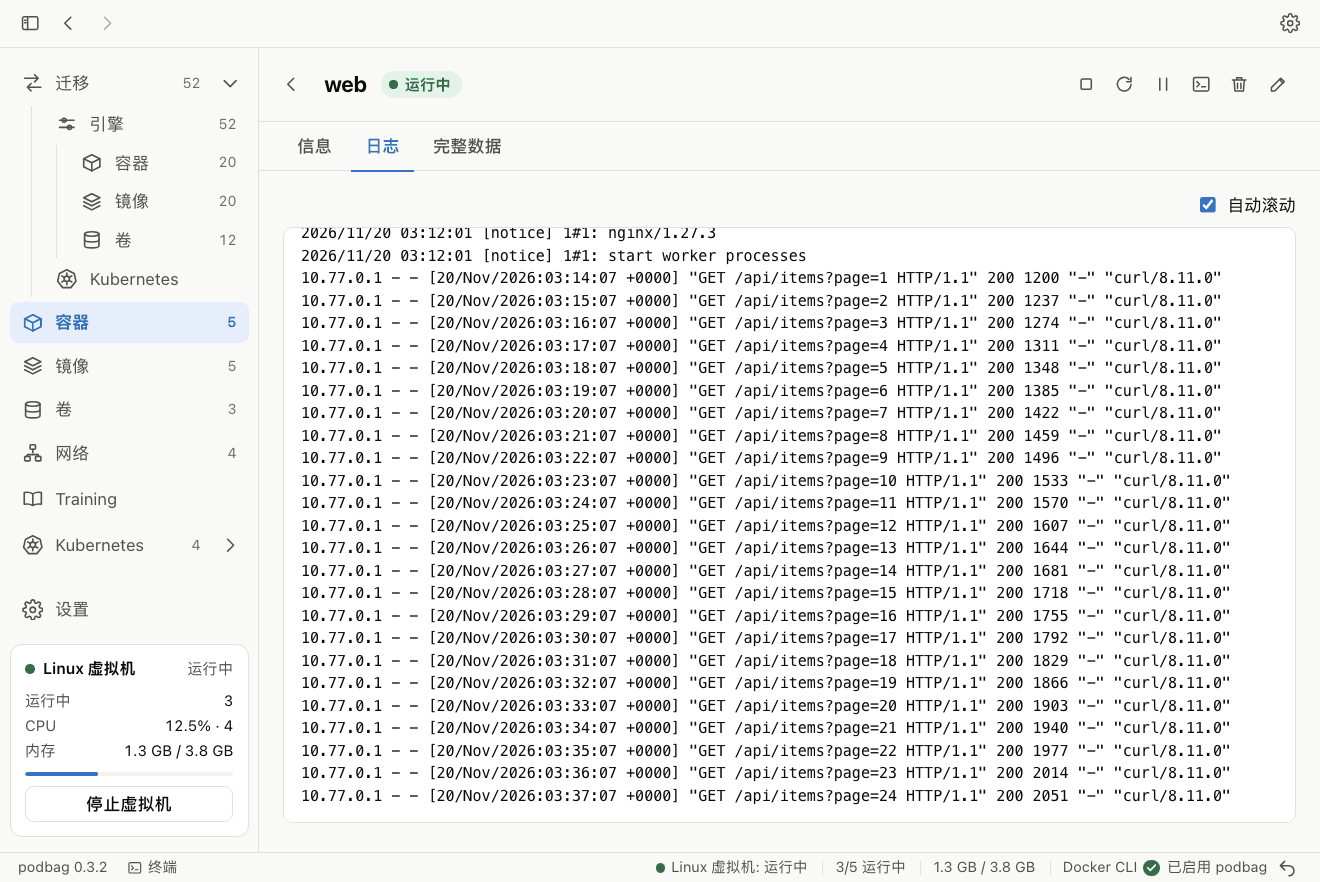 迁移 52
引擎 52
容器 20
镜像 20
卷 12
Kubernetes
容器 5
镜像 5
卷 3
网络 4
Training
Kubernetes 4
设置
Linux 虚拟机 运行中
运行中 3
CPU 12.5% · 4
内存 1.3 GB / 3.8 GB
停止虚拟机
web 运行中
信息 日志 完整数据
自动滚动
2026/11/20 03:12:01 [notice] 1#1: nginx/1.27.3
2026/11/20 03:12:01 [notice] 1#1: start worker processes
10.77.0.1 - - [20/Nov/2026:03:14:07 +0000] "GET /api/items?page=1 HTTP/1.1" 200 1200 "-" "curl/8.11.0"
10.77.0.1 - - [20/Nov/2026:03:15:07 +0000] "GET /api/items?page=2 HTTP/1.1" 200 1237 "-" "curl/8.11.0"
10.77.0.1 - - [20/Nov/2026:03:16:07 +0000] "GET /api/items?page=3 HTTP/1.1" 200 1274 "-" "curl/8.11.0"
10.77.0.1 - - [20/Nov/2026:03:17:07 +0000] "GET /api/items?page=4 HTTP/1.1" 200 1311 "-" "curl/8.11.0"
10.77.0.1 - - [20/Nov/2026:03:18:07 +0000] "GET /api/items?page=5 HTTP/1.1" 200 1348 "-" "curl/8.11.0"
10.77.0.1 - - [20/Nov/2026:03:19:07 +0000] "GET /api/items?page=6 HTTP/1.1" 200 1385 "-" "curl/8.11.0"
10.77.0.1 - - [20/Nov/2026:03:20:07 +0000] "GET /api/items?page=7 HTTP/1.1" 200 1422 "-" "curl/8.11.0"
10.77.0.1 - - [20/Nov/2026:03:21:07 +0000] "GET /api/items?page=8 HTTP/1.1" 200 1459 "-" "curl/8.11.0"
10.77.0.1 - - [20/Nov/2026:03:22:07 +0000] "GET /api/items?page=9 HTTP/1.1" 200 1496 "-" "curl/8.11.0"
10.77.0.1 - - [20/Nov/2026:03:23:07 +0000] "GET /api/items?page=10 HTTP/1.1" 200 1533 "-" "curl/8.11.0"
10.77.0.1 - - [20/Nov/2026:03:24:07 +0000] "GET /api/items?page=11 HTTP/1.1" 200 1570 "-" "curl/8.11.0"
10.77.0.1 - - [20/Nov/2026:03:25:07 +0000] "GET /api/items?page=12 HTTP/1.1" 200 1607 "-" "curl/8.11.0"
10.77.0.1 - - [20/Nov/2026:03:26:07 +0000] "GET /api/items?page=13 HTTP/1.1" 200 1644 "-" "curl/8.11.0"
10.77.0.1 - - [20/Nov/2026:03:27:07 +0000] "GET /api/items?page=14 HTTP/1.1" 200 1681 "-" "curl/8.11.0"
10.77.0.1 - - [20/Nov/2026:03:28:07 +0000] "GET /api/items?page=15 HTTP/1.1" 200 1718 "-" "curl/8.11.0"
10.77.0.1 - - [20/Nov/2026:03:29:07 +0000] "GET /api/items?page=16 HTTP/1.1" 200 1755 "-" "curl/8.11.0"
10.77.0.1 - - [20/Nov/2026:03:30:07 +0000] "GET /api/items?page=17 HTTP/1.1" 200 1792 "-" "curl/8.11.0"
10.77.0.1 - - [20/Nov/2026:03:31:07 +0000] "GET /api/items?page=18 HTTP/1.1" 200 1829 "-" "curl/8.11.0"
10.77.0.1 - - [20/Nov/2026:03:32:07 +0000] "GET /api/items?page=19 HTTP/1.1" 200 1866 "-" "curl/8.11.0"
10.77.0.1 - - [20/Nov/2026:03:33:07 +0000] "GET /api/items?page=20 HTTP/1.1" 200 1903 "-" "curl/8.11.0"
10.77.0.1 - - [20/Nov/2026:03:34:07 +0000] "GET /api/items?page=21 HTTP/1.1" 200 1940 "-" "curl/8.11.0"
10.77.0.1 - - [20/Nov/2026:03:35:07 +0000] "GET /api/items?page=22 HTTP/1.1" 200 1977 "-" "curl/8.11.0"
10.77.0.1 - - [20/Nov/2026:03:36:07 +0000] "GET /api/items?page=23 HTTP/1.1" 200 2014 "-" "curl/8.11.0"
10.77.0.1 - - [20/Nov/2026:03:37:07 +0000] "GET /api/items?page=24 HTTP/1.1" 200 2051 "-" "curl/8.11.0"
podbag 0.3.2 终端 Linux 虚拟机: 运行中 3/5 运行中 1.3 GB / 3.8 GB Docker CLI 已启用 podbag